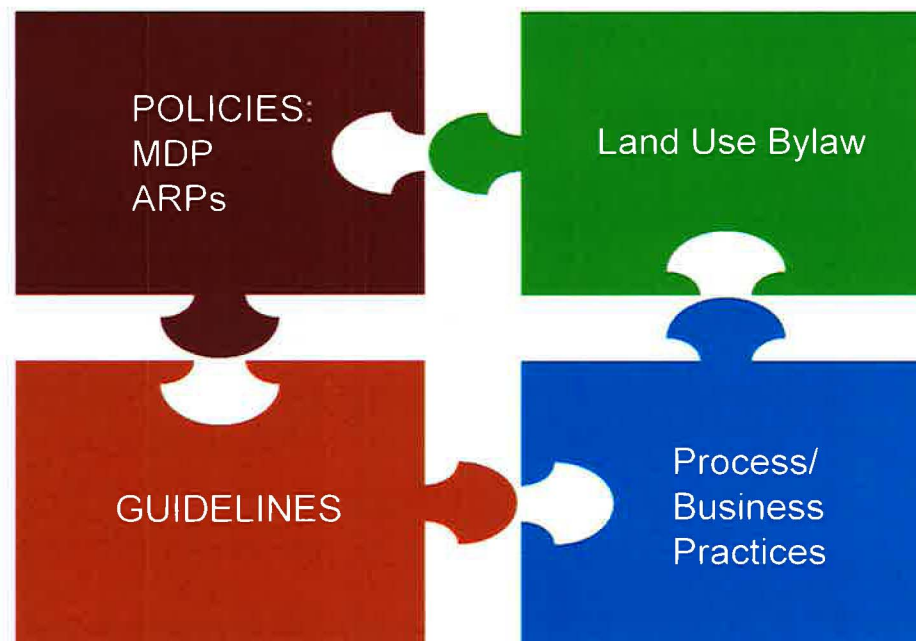 POLICIES:
MDP
ARPs
Land Use Bylaw
GUIDELINES
Process/
Business
Practices